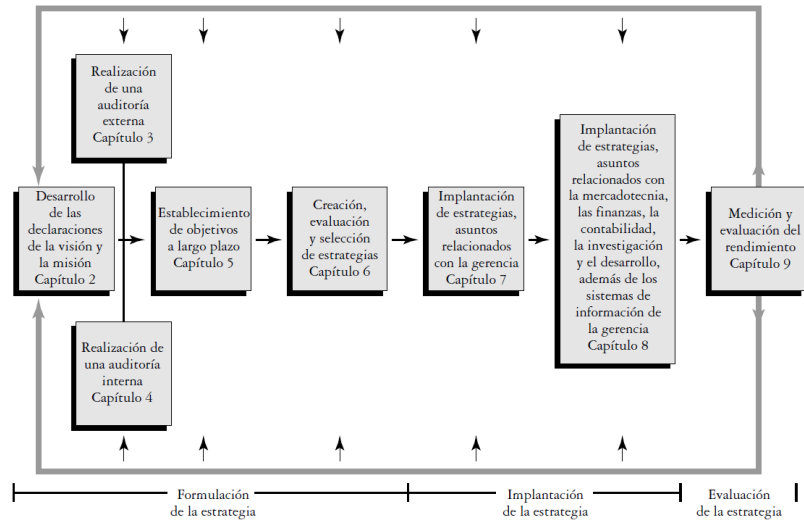 Realización
de una
auditoría
externa
Capítulo 3
Desarrollo
de las
declaraciones
de la visión y
la misión
Capítulo 2
Realización de
una auditoría
interna
Capítulo 4
Establecimiento
de objetivos
a largo plazo
Capítulo 5
Creación,
evaluación
y selección
de estrategias
Capítulo 6
Implantación
de estrategias,
asuntos
relacionados
con la gerencia
Capítulo 7
Implantación
de estrategias,
asuntos
relacionados con
la mercadotecnia,
las finanzas, la
contabilidad,
la investigación
y el desarrollo,
además de los
sistemas de
información de
la gerencia
Capítulo 8
Medición y
evaluación del
rendimiento
Capítulo 9
Formulación
de la estrategia
Implantación
de la estrategia
Evaluación
de la estrategia